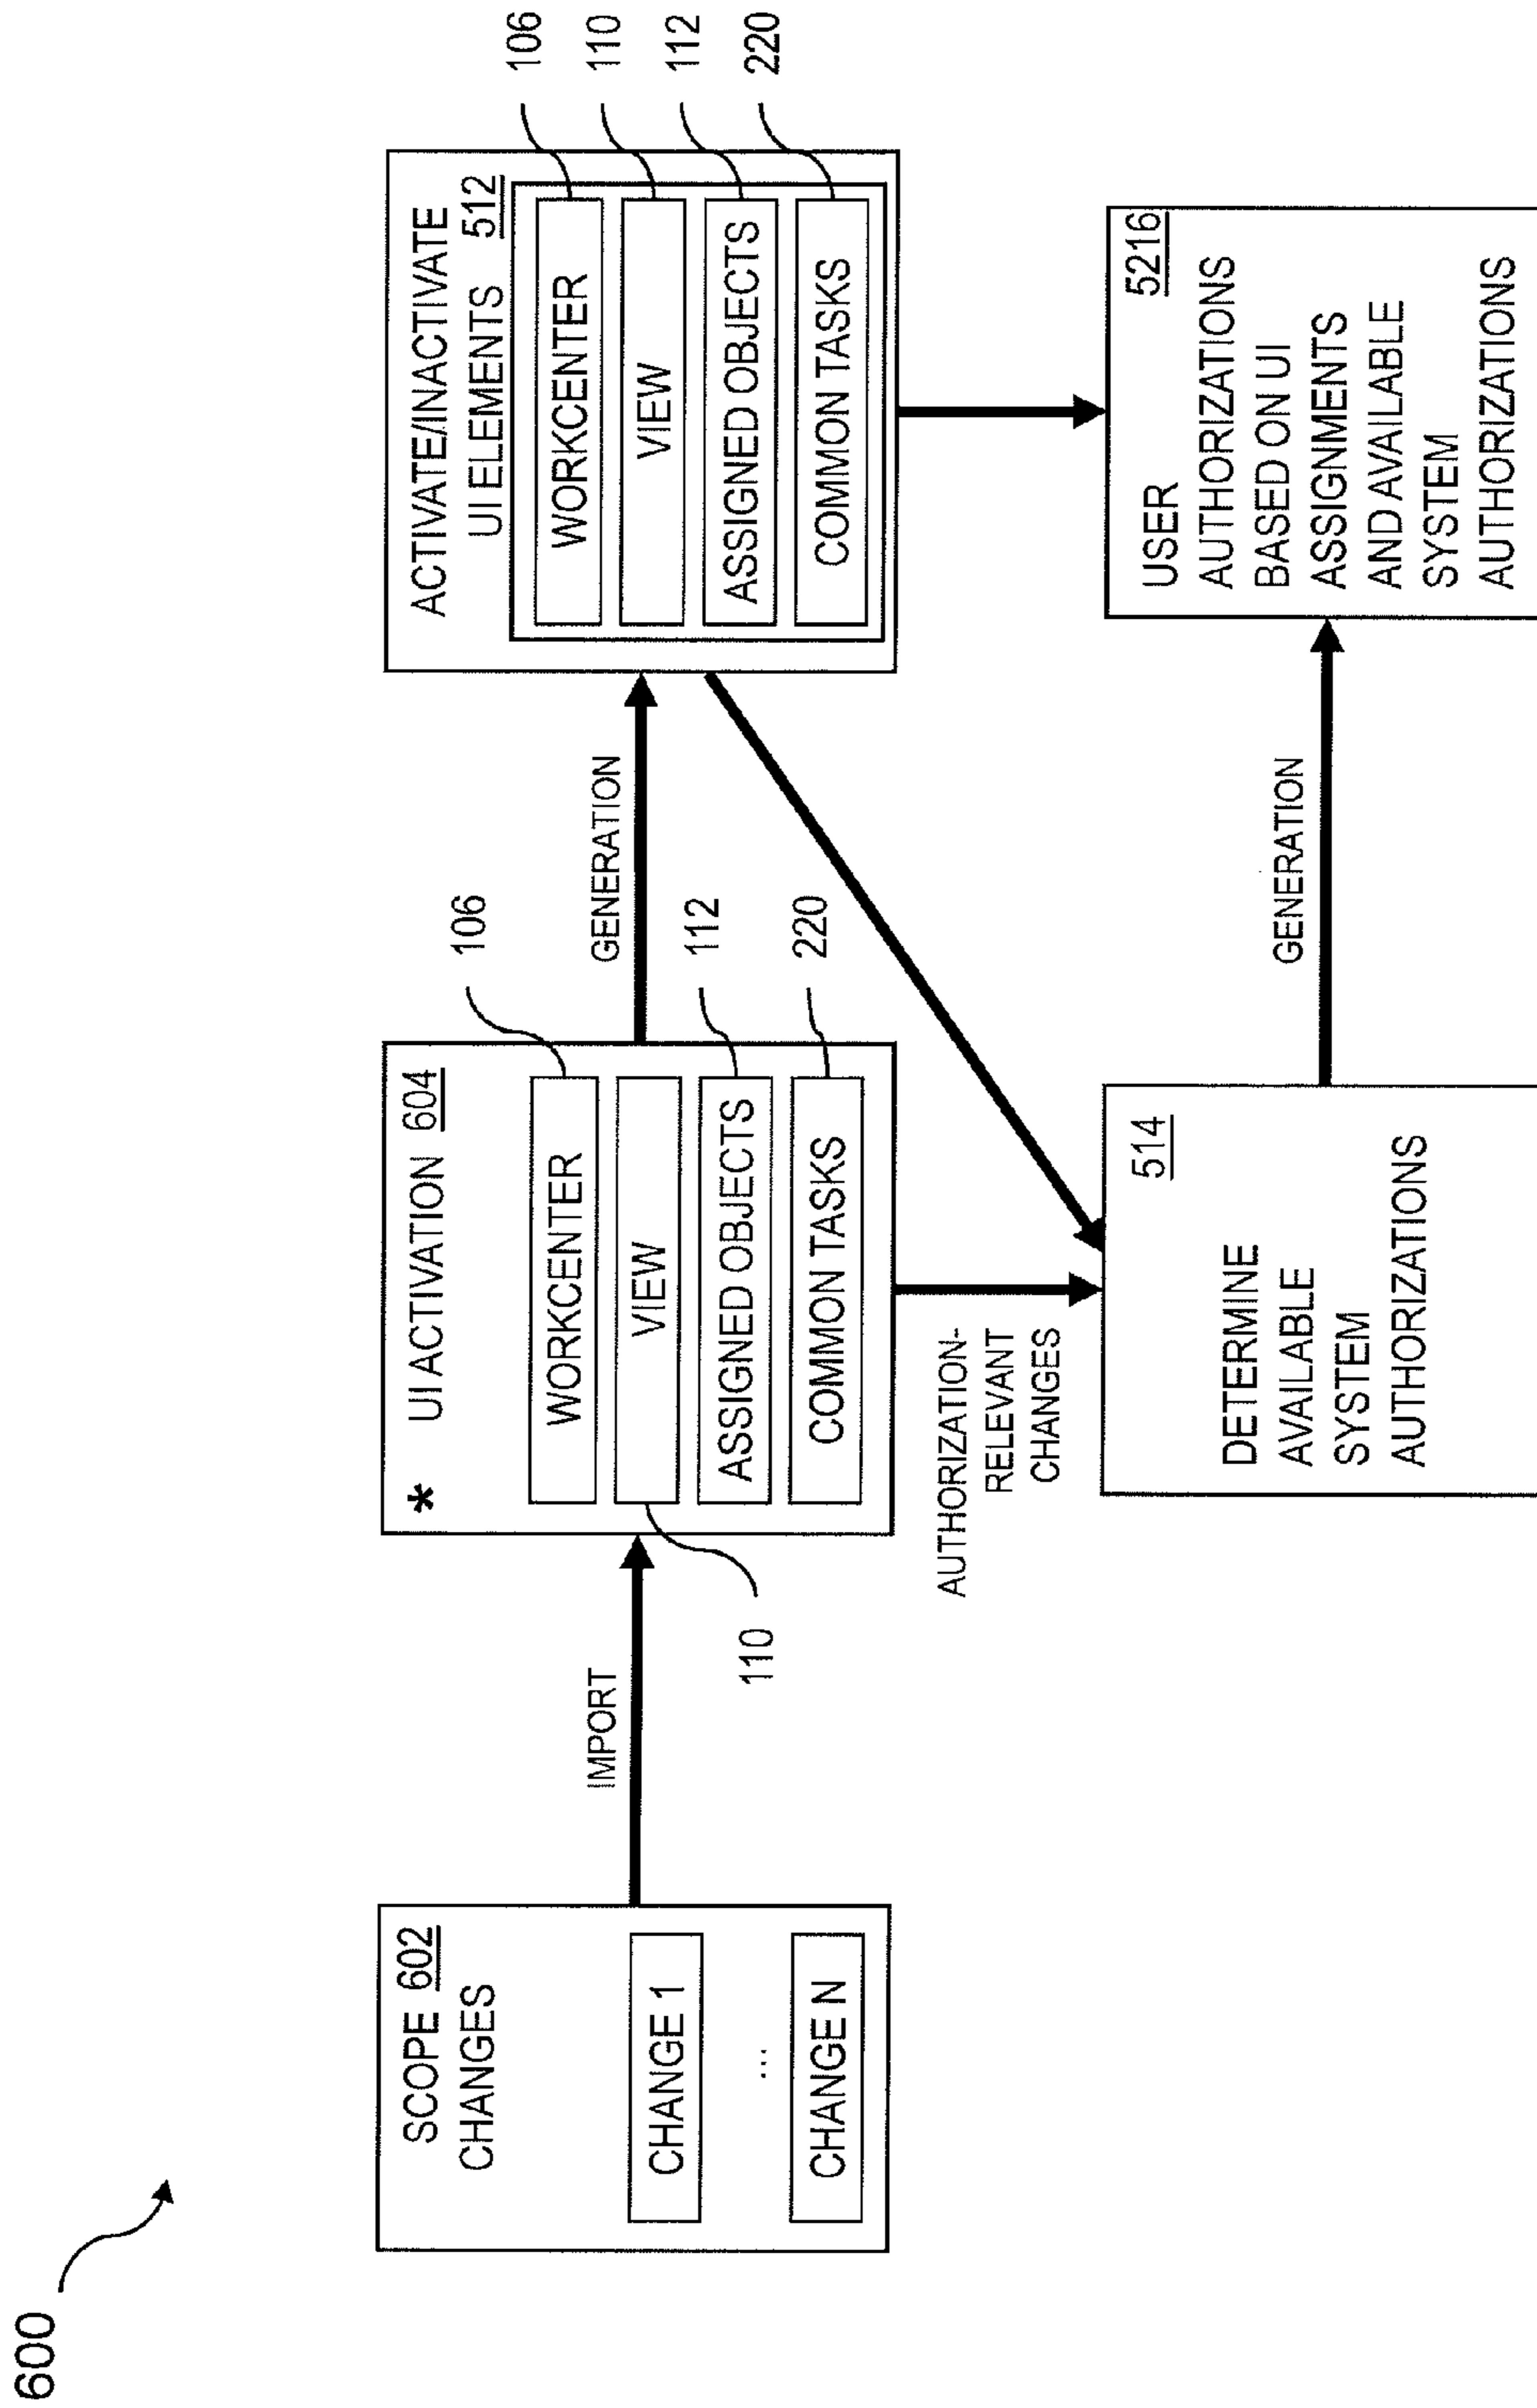 600
SCOPE 602
CHANGES
CHANGE 1
...
CHANGE N
IMPORT
* UI ACTIVATION 604
WORKCENTER
VIEW
ASSIGNED OBJECTS
COMMON TASKS
106
110
112
220
GENERATION
ACTIVATE/INACTIVATE
UI ELEMENTS 512
WORKCENTER
VIEW
ASSIGNED OBJECTS
COMMON TASKS
106
110
112
220
AUTHORIZATION-
RELEVANT
CHANGES
514
DETERMINE
AVAILABLE
SYSTEM
AUTHORIZATIONS
GENERATION
5216
USER
AUTHORIZATIONS
BASED ON UI
ASSIGNMENTS
AND AVAILABLE
SYSTEM
AUTHORIZATIONS